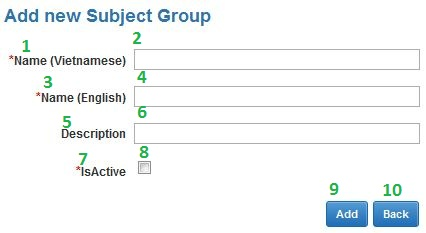 Add new Subject Group
1 2
*Name (Vietnamese)
3 4
*Name (English)
5 6
Description
7 8
*IsActive
9 10
Add Back